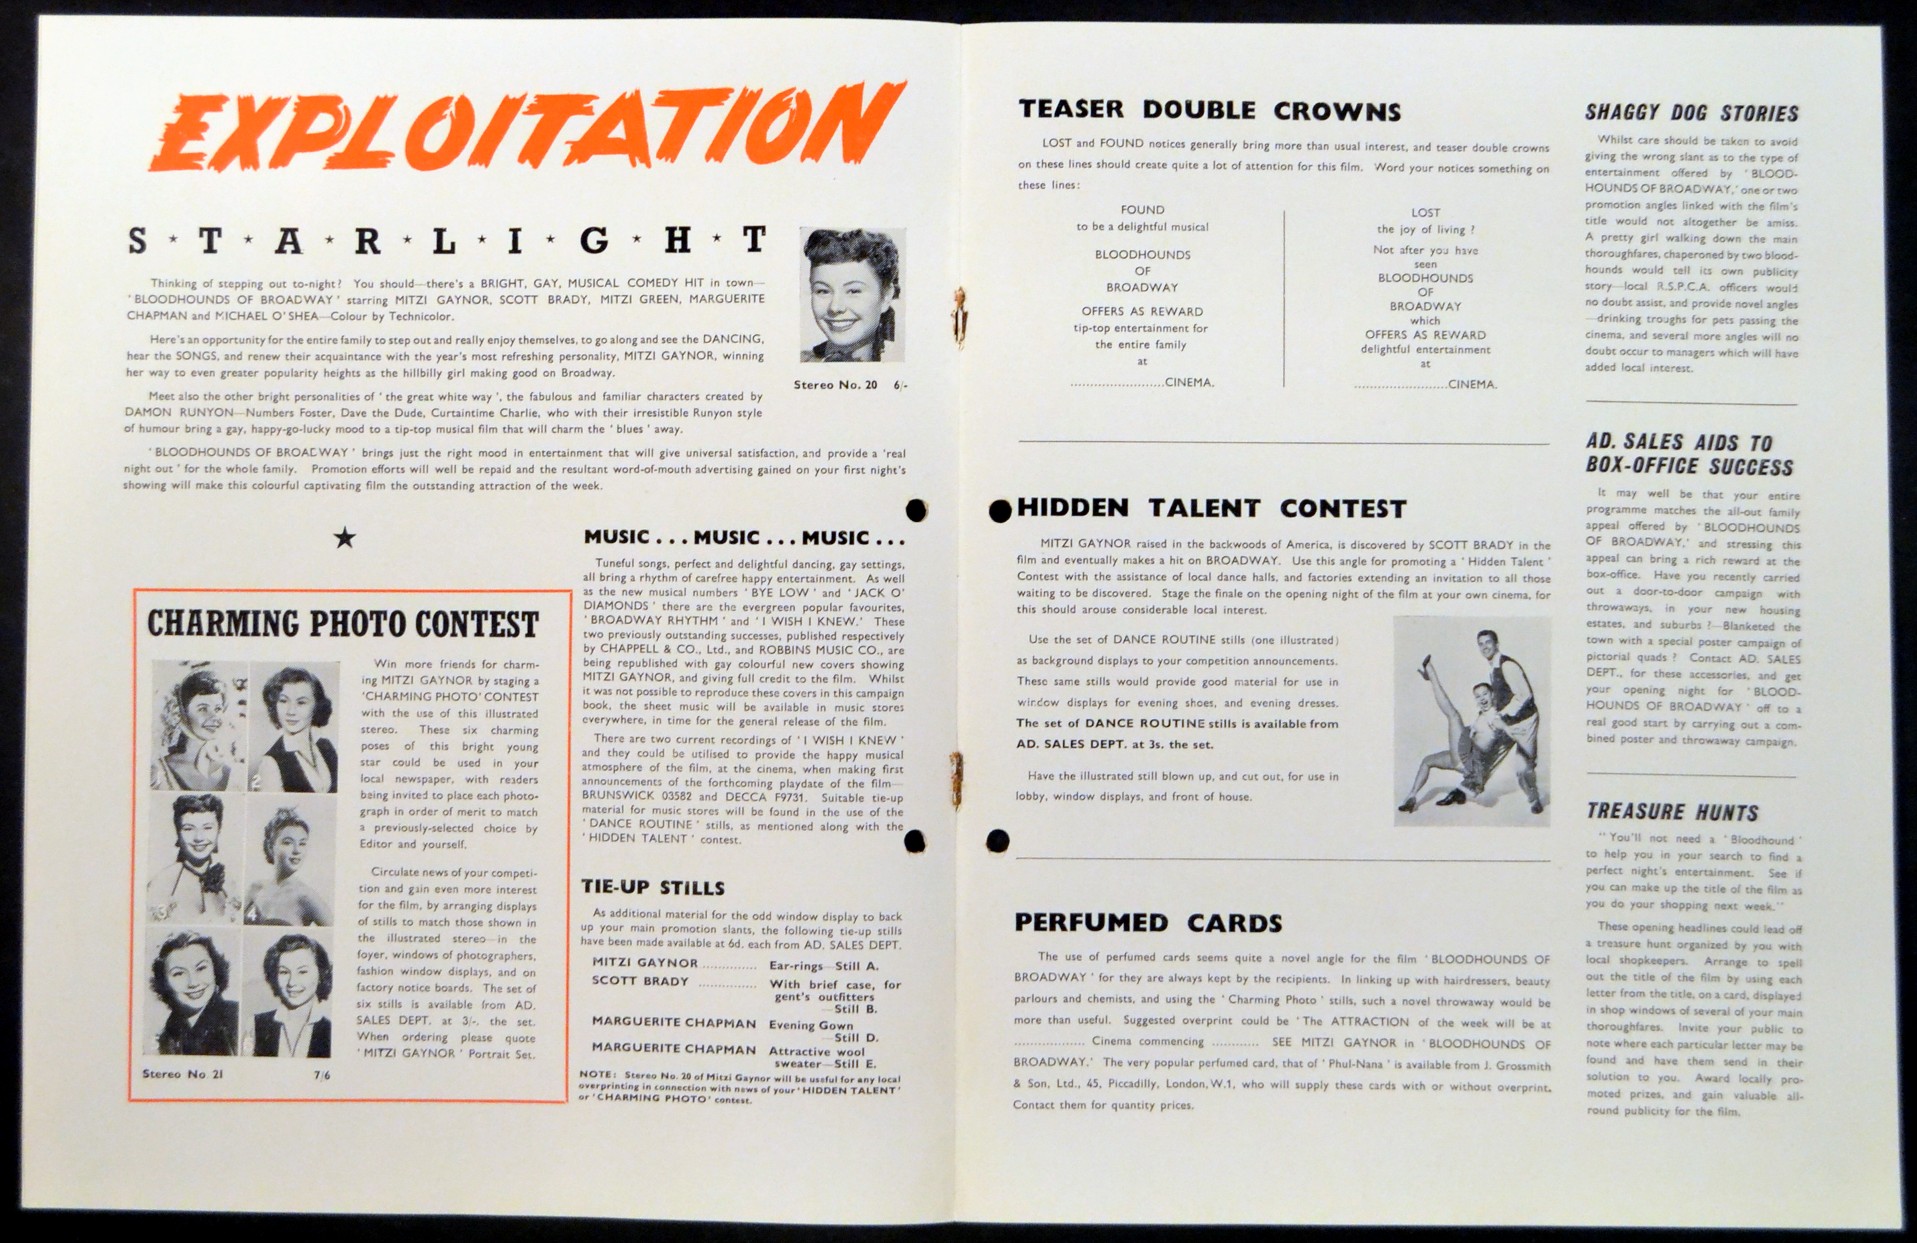 EXPLOITATION
S ★ T ★ A ★ R ★ L ★ I ★ G ★ H ★ T
Thinking of stepping out to-night? You should—there's a BRIGHT, GAY, MUSICAL COMEDY HIT in town—
'BLOODHOUNDS OF BROADWAY' starring MITZI GAYNOR, SCOTT BRADY, MITZI GREEN, MARGUERITE
CHAPMAN and MICHAEL O'SHEA—Colour by Technicolor.
Here's an opportunity for the entire family to step out and really enjoy themselves, to go along and see the DANCING,
hear the SONGS, and renew their acquaintance with the year's most refreshing personality, MITZI GAYNOR, winning
her way to even greater popularity heights as the hillbilly girl making good on Broadway.
Meet also the other bright personalities of 'the great white way', the fabulous and familiar characters created by
DAMON RUNYON—Numbers Foster, Dave the Dude, Curtaintime Charlie, who with their irresistible Runyon style
of humour bring a gay, happy-go-lucky mood to a tip-top musical film that will charm the 'blues' away.
'BLOODHOUNDS OF BROADWAY' brings just the right mood in entertainment that will give universal satisfaction, and provide a 'real
night out' for the whole family. Promotion efforts will well be repaid and the resultant word-of-mouth advertising gained on your first night's
showing will make this colourful captivating film the outstanding attraction of the week.
Stereo No. 20 6/-
★
CHARMING PHOTO CONTEST
Win more friends for charm-
ing MITZI GAYNOR by staging a
'CHARMING PHOTO' CONTEST
with the use of this illustrated
stereo. These six charming
poses of this bright young
star could be used in your
local newspaper, with readers
being invited to place each photo-
graph in order of merit to match
a previously-selected choice by
Editor and yourself.
Circulate news of your competi-
tion and gain even more interest
for the film, by arranging displays
of stills to match those shown in
the illustrated stereo—in the
foyer, windows of photographers,
fashion window displays, and on
factory notice boards. The set of
six stills is available from AD.
SALES DEPT. at 3/-, the set.
When ordering please quote
'MITZI GAYNOR' Portrait Set.
1
2
3
4
Stereo No. 21 7/6
MUSIC . . . MUSIC . . . MUSIC . . .
Tuneful songs, perfect and delightful dancing, gay settings,
all bring a rhythm of carefree happy entertainment. As well
as the new musical numbers 'BYE LOW' and 'JACK O'
DIAMONDS' there are the evergreen popular favourites,
'BROADWAY RHYTHM' and 'I WISH I KNEW.' These
two previously outstanding successes, published respectively
by CHAPPELL & CO., Ltd., and ROBBINS MUSIC CO., are
being republished with gay colourful new covers showing
MITZI GAYNOR, and giving full credit to the film. Whilst
it was not possible to reproduce these covers in this campaign
book, the sheet music will be available in music stores
everywhere, in time for the general release of the film.
There are two current recordings of 'I WISH I KNEW'
and they could be utilised to provide the happy musical
atmosphere of the film, at the cinema, when making first
announcements of the forthcoming playdate of the film—
BRUNSWICK 03582 and DECCA F9731. Suitable tie-up
material for music stores will be found in the use of the
'DANCE ROUTINE' stills, as mentioned along with the
'HIDDEN TALENT' contest.
TIE-UP STILLS
As additional material for the odd window display to back
up your main promotion slants, the following tie-up stills
have been made available at 6d. each from AD. SALES DEPT.
MITZI GAYNOR .............. Ear-rings—Still A.
SCOTT BRADY .............. With brief case, for
gent's outfitters
—Still B.
MARGUERITE CHAPMAN Evening Gown
—Still D.
MARGUERITE CHAPMAN Attractive wool
sweater—Still E.
NOTE: Stereo No. 20 of Mitzi Gaynor will be useful for any local
overprinting in connection with news of your 'HIDDEN TALENT'
or 'CHARMING PHOTO' contest.
TEASER DOUBLE CROWNS
LOST and FOUND notices generally bring more than usual interest, and teaser double crowns
on these lines should create quite a lot of attention for this film. Word your notices something on
these lines:
FOUND
to be a delightful musical
BLOODHOUNDS
OF
BROADWAY
OFFERS AS REWARD
tip-top entertainment for
the entire family
at
........................CINEMA.
LOST
the joy of living?
Not after you have
seen
BLOODHOUNDS
OF
BROADWAY
which
OFFERS AS REWARD
delightful entertainment
at
........................CINEMA.
HIDDEN TALENT CONTEST
MITZI GAYNOR raised in the backwoods of America, is discovered by SCOTT BRADY in the
film and eventually makes a hit on BROADWAY. Use this angle for promoting a 'Hidden Talent'
Contest with the assistance of local dance halls, and factories extending an invitation to all those
waiting to be discovered. Stage the finale on the opening night of the film at your own cinema, for
this should arouse considerable local interest.
Use the set of DANCE ROUTINE stills (one illustrated)
as background displays to your competition announcements.
These same stills would provide good material for use in
window displays for evening shoes, and evening dresses.
The set of DANCE ROUTINE stills is available from
AD. SALES DEPT. at 3s. the set.
Have the illustrated still blown up, and cut out, for use in
lobby, window displays, and front of house.
PERFUMED CARDS
The use of perfumed cards seems quite a novel angle for the film 'BLOODHOUNDS OF
BROADWAY' for they are always kept by the recipients. In linking up with hairdressers, beauty
parlours and chemists, and using the 'Charming Photo' stills, such a novel throwaway would be
more than useful. Suggested overprint could be 'The ATTRACTION of the week will be at
.................. Cinema commencing ............ SEE MITZI GAYNOR in 'BLOODHOUNDS OF
BROADWAY.' The very popular perfumed card, that of 'Phul-Nana' is available from J. Grossmith
& Son, Ltd., 45, Piccadilly, London, W.1, who will supply these cards with or without overprint.
Contact them for quantity prices.
SHAGGY DOG STORIES
Whilst care should be taken to avoid
giving the wrong slant as to the type of
entertainment offered by 'BLOOD-
HOUNDS OF BROADWAY,' one or two
promotion angles linked with the film's
title would not altogether be amiss.
A pretty girl walking down the main
thoroughfares, chaperoned by two blood-
hounds would tell its own publicity
story—local R.S.P.C.A. officers would
no doubt assist, and provide novel angles
—drinking troughs for pets passing the
cinema, and several more angles will no
doubt occur to managers which will have
added local interest.
AD. SALES AIDS TO
BOX-OFFICE SUCCESS
It may well be that your entire
programme matches the all-out family
appeal offered by 'BLOODHOUNDS
OF BROADWAY,' and stressing this
appeal can bring a rich reward at the
box-office. Have you recently carried
out a door-to-door campaign with
throwaways, in your new housing
estates, and suburbs?—Blanketed the
town with a special poster campaign of
pictorial quads? Contact AD. SALES
DEPT., for these accessories, and get
your opening night for 'BLOOD-
HOUNDS OF BROADWAY' off to a
real good start by carrying out a com-
bined poster and throwaway campaign.
TREASURE HUNTS
"You'll not need a 'Bloodhound'
to help you in your search to find a
perfect night's entertainment. See if
you can make up the title of the film as
you do your shopping next week."
These opening headlines could lead off
a treasure hunt organized by you with
local shopkeepers. Arrange to spell
out the title of the film by using each
letter from the title, on a card, displayed
in shop windows of several of your main
thoroughfares. Invite your public to
note where each particular letter may be
found and have them send in their
solution to you. Award locally pro-
moted prizes, and gain valuable all-
round publicity for the film.